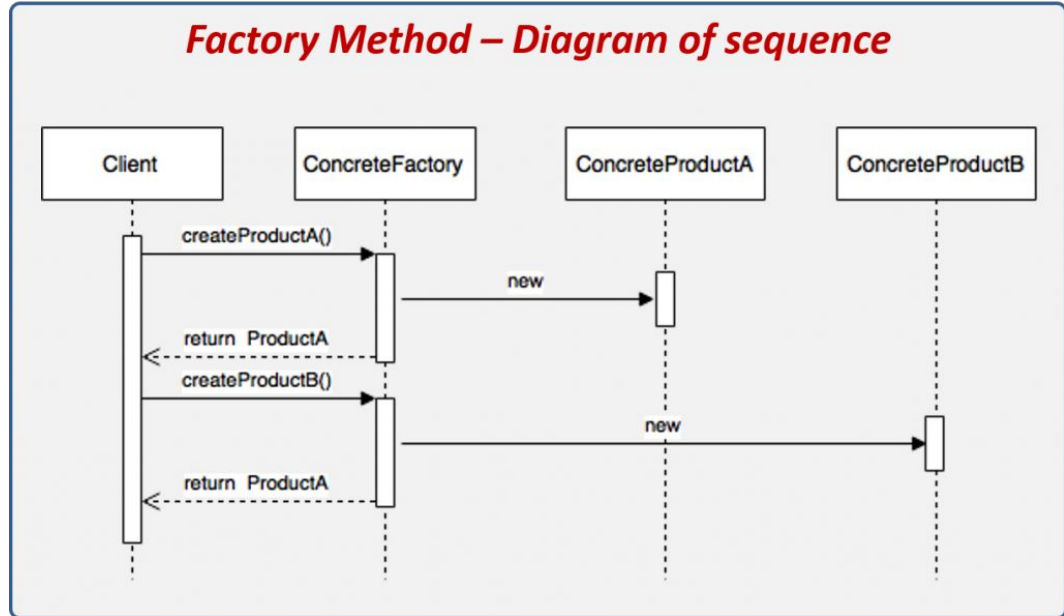 Factory Method – Diagram of sequence
Client
ConcreteFactory
ConcreteProductA
ConcreteProductB
createProductA()
new
return ProductA
createProductB()
new
return ProductA